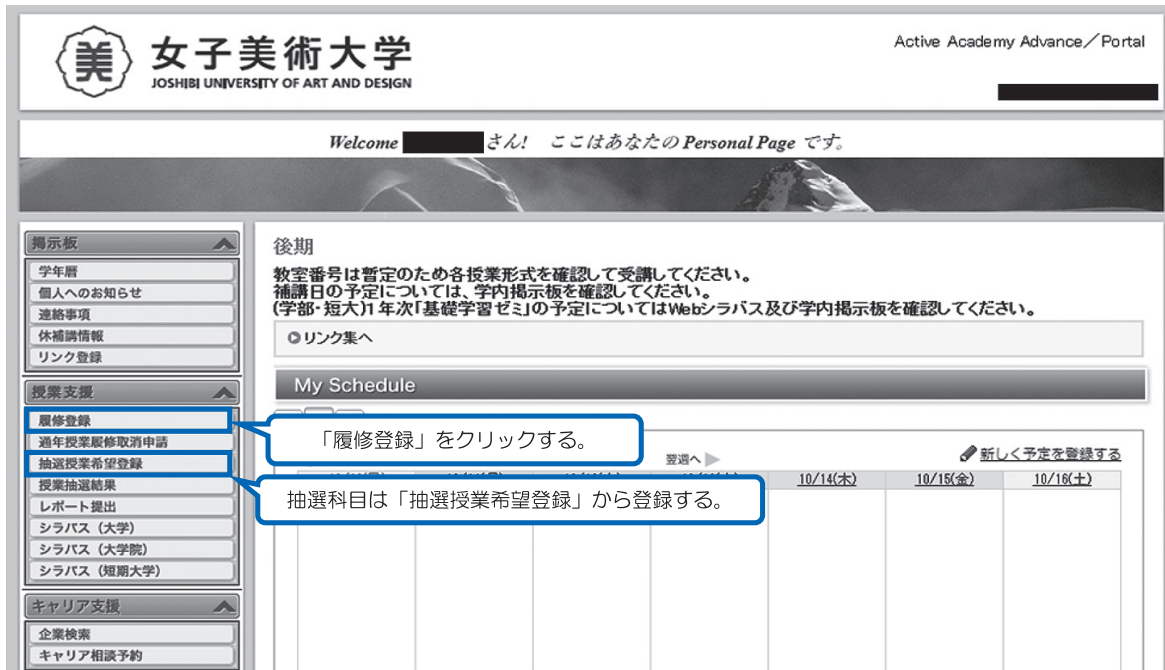 美
女子美術大学
JOSHIBI UNIVERSITY OF ART AND DESIGN
Active Academy Advance／Portal
Welcome さん! ここはあなたの Personal Page です。
掲示板
学年暦
個人へのお知らせ
連絡事項
休補講情報
リンク登録
授業支援
履修登録
通年授業履修取消申請
抽選授業希望登録
授業抽選結果
レポート提出
シラバス（大学）
シラバス（大学院）
シラバス（短期大学）
キャリア支援
企業検索
キャリア相談予約
後期
教室番号は暫定のため各授業形式を確認して受講してください。
補講日の予定については、学内掲示板を確認してください。
(学部・短大)1年次｢基礎学習ゼミ｣の予定についてはWebシラバス及び学内掲示板を確認してください。
リンク集へ
My Schedule
「履修登録」をクリックする。
翌週へ
新しく予定を登録する
10/14(木) 10/15(金) 10/16(土)
抽選科目は「抽選授業希望登録」から登録する。